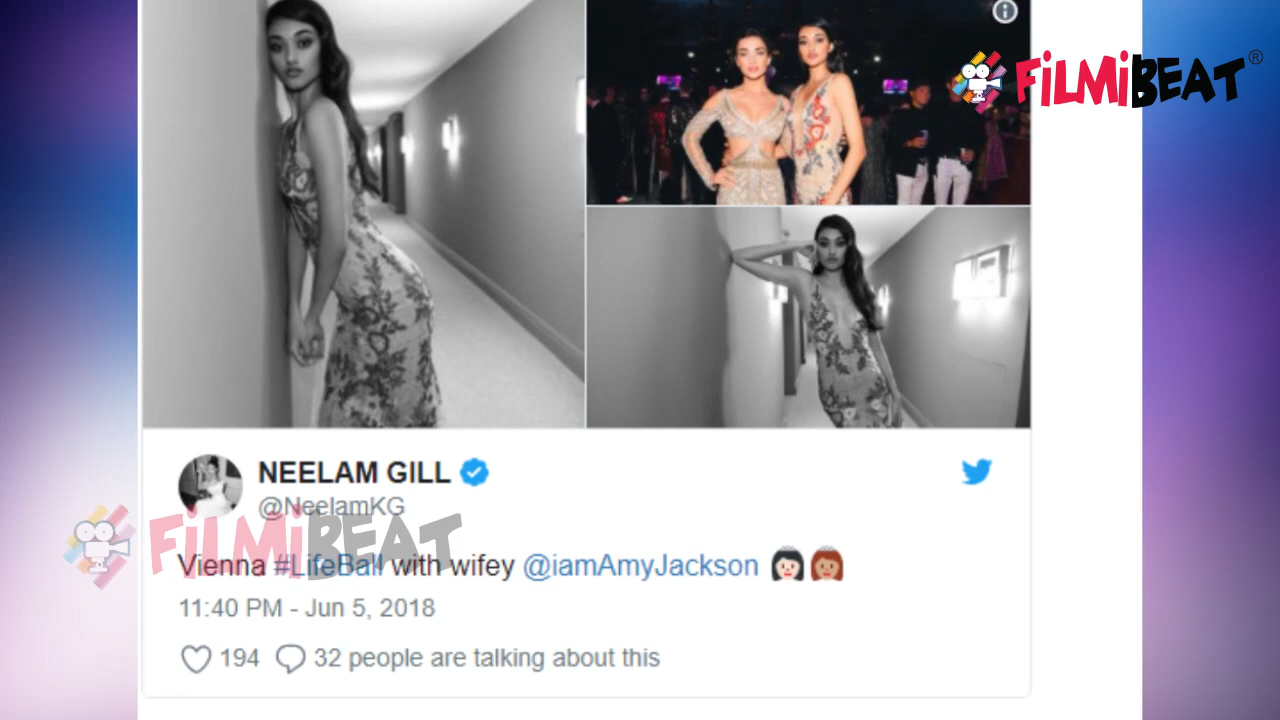 FiLMiBEAT®
NEELAM GILL
@NeelamKG
FiLMiBEAT
Vienna #LifeBall with wifey @iamAmyJackson 👸🏻👸🏽
11:40 PM - Jun 5, 2018
194 32 people are talking about this